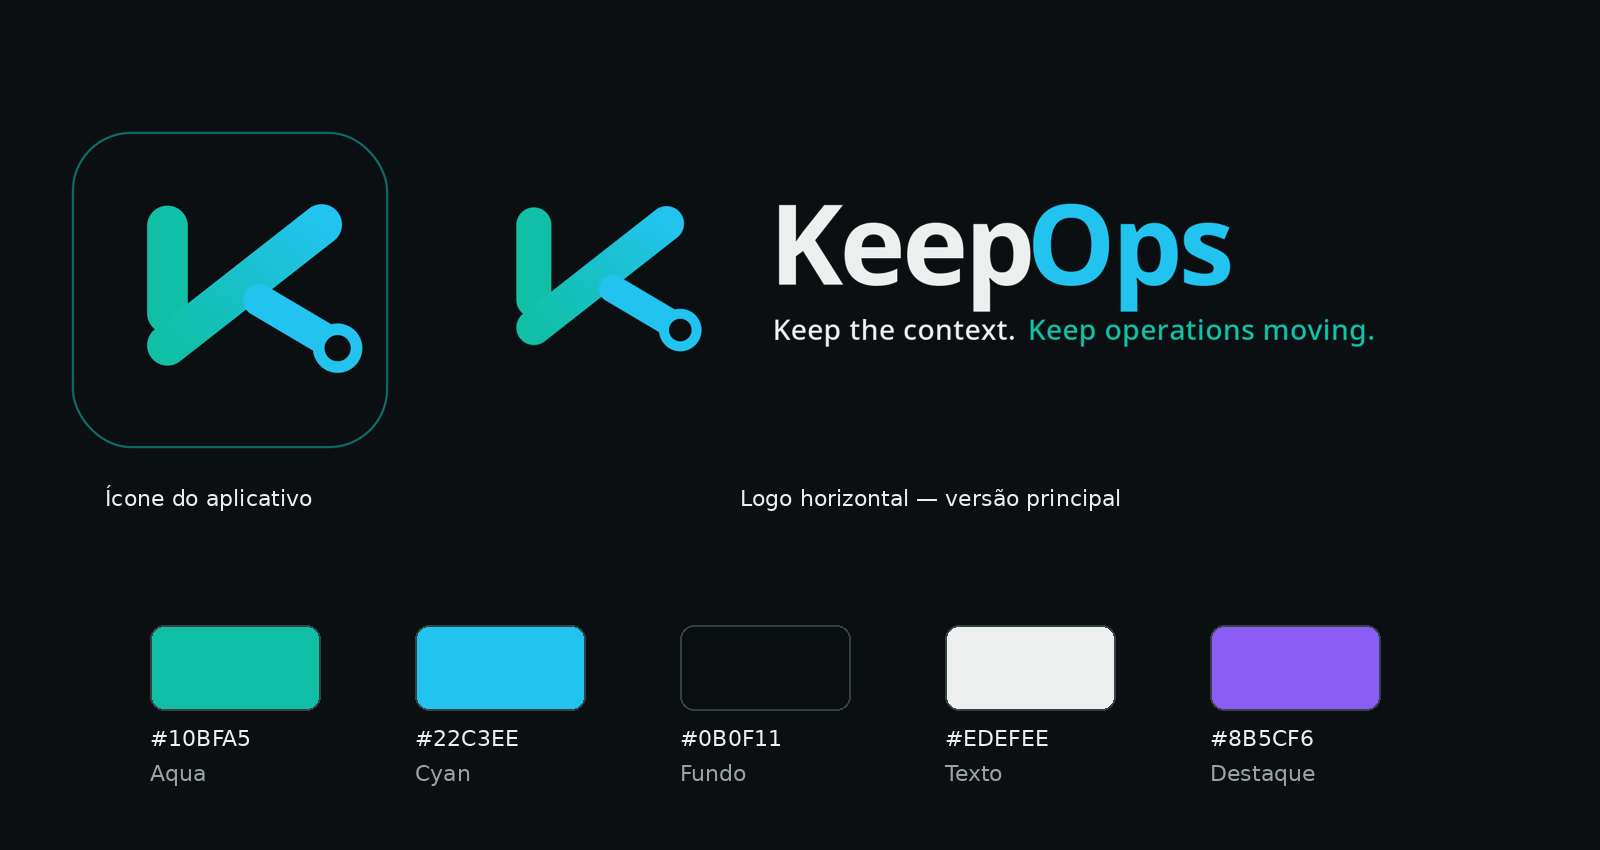 KeepOps
Keep the context. Keep operations moving.
Ícone do aplicativo
Logo horizontal — versão principal
#10BFA5
#22C3EE
#0B0F11
#EDEFEE
#8B5CF6
Aqua
Cyan
Fundo
Texto
Destaque